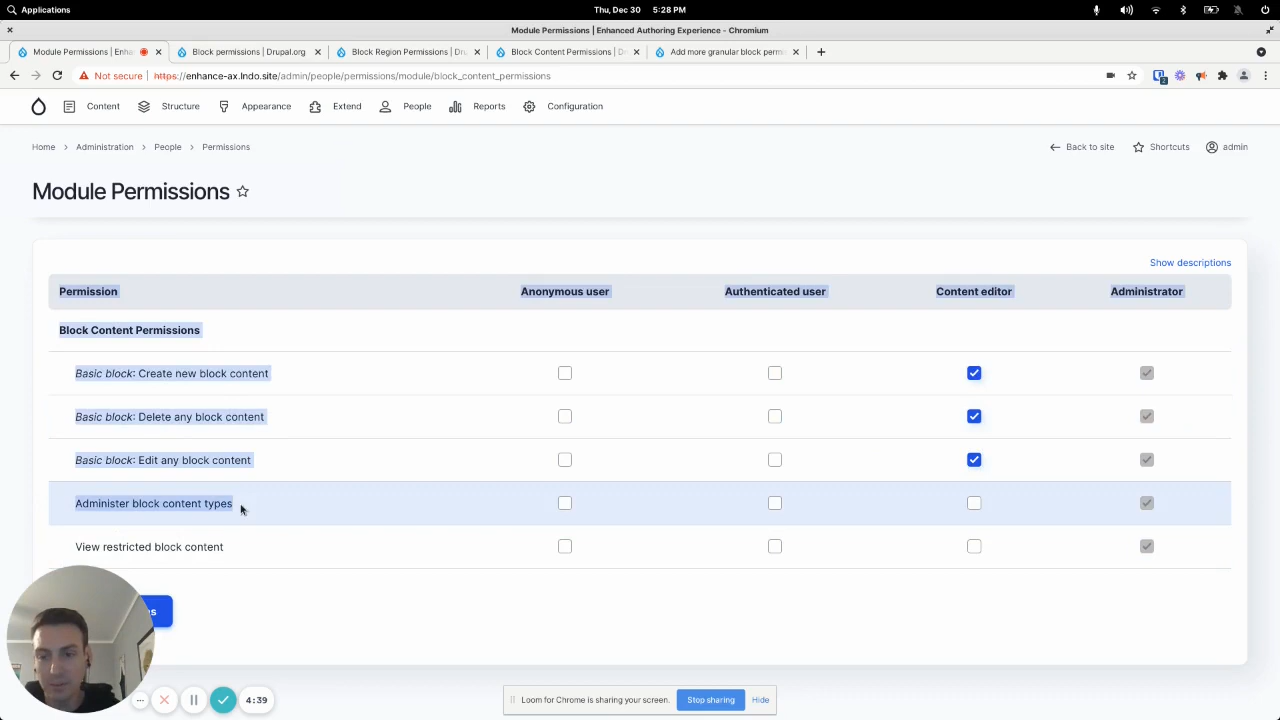 Applications
Thu, Dec 30 5:28 PM
Module Permissions | Enhanced Authoring Experience - Chromium
Module Permissions | Enha
Block permissions | Drupal.org
Block Region Permissions | Dru
Block Content Permissions | D
Add more granular block permis
Not secure | https://enhance-ax.lndo.site/admin/people/permissions/module/block_content_permissions
Content Structure Appearance Extend People Reports Configuration
Home > Administration > People > Permissions
Back to site Shortcuts admin
Module Permissions
Show descriptions
Permission Anonymous user Authenticated user Content editor Administrator
Block Content Permissions
Basic block: Create new block content
Basic block: Delete any block content
Basic block: Edit any block content
Administer block content types
View restricted block content
4:39
Loom for Chrome is sharing your screen. Stop sharing Hide